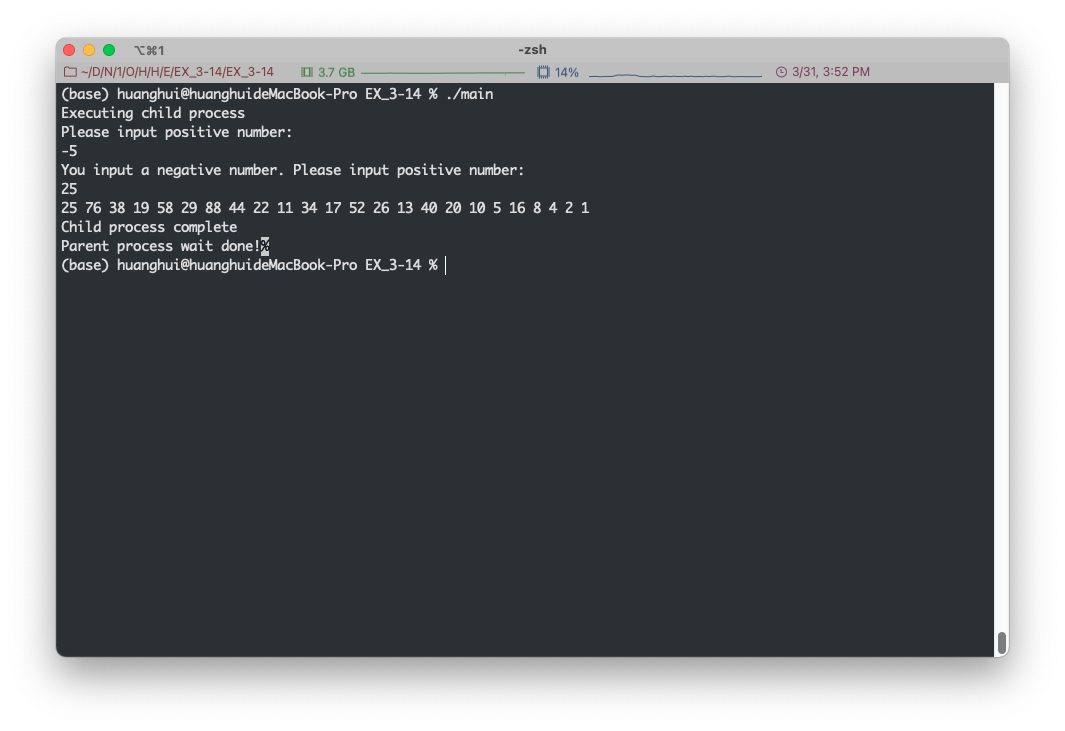 ⌥⌘1 -zsh
~/D/N/1/O/H/H/E/EX_3-14/EX_3-14 3.7 GB 14% 3/31, 3:52 PM
(base) huanghui@huanghuideMacBook-Pro EX_3-14 % ./main
Executing child process
Please input positive number:
-5
You input a negative number. Please input positive number:
25
25 76 38 19 58 29 88 44 22 11 34 17 52 26 13 40 20 10 5 16 8 4 2 1
Child process complete
Parent process wait done!%
(base) huanghui@huanghuideMacBook-Pro EX_3-14 %